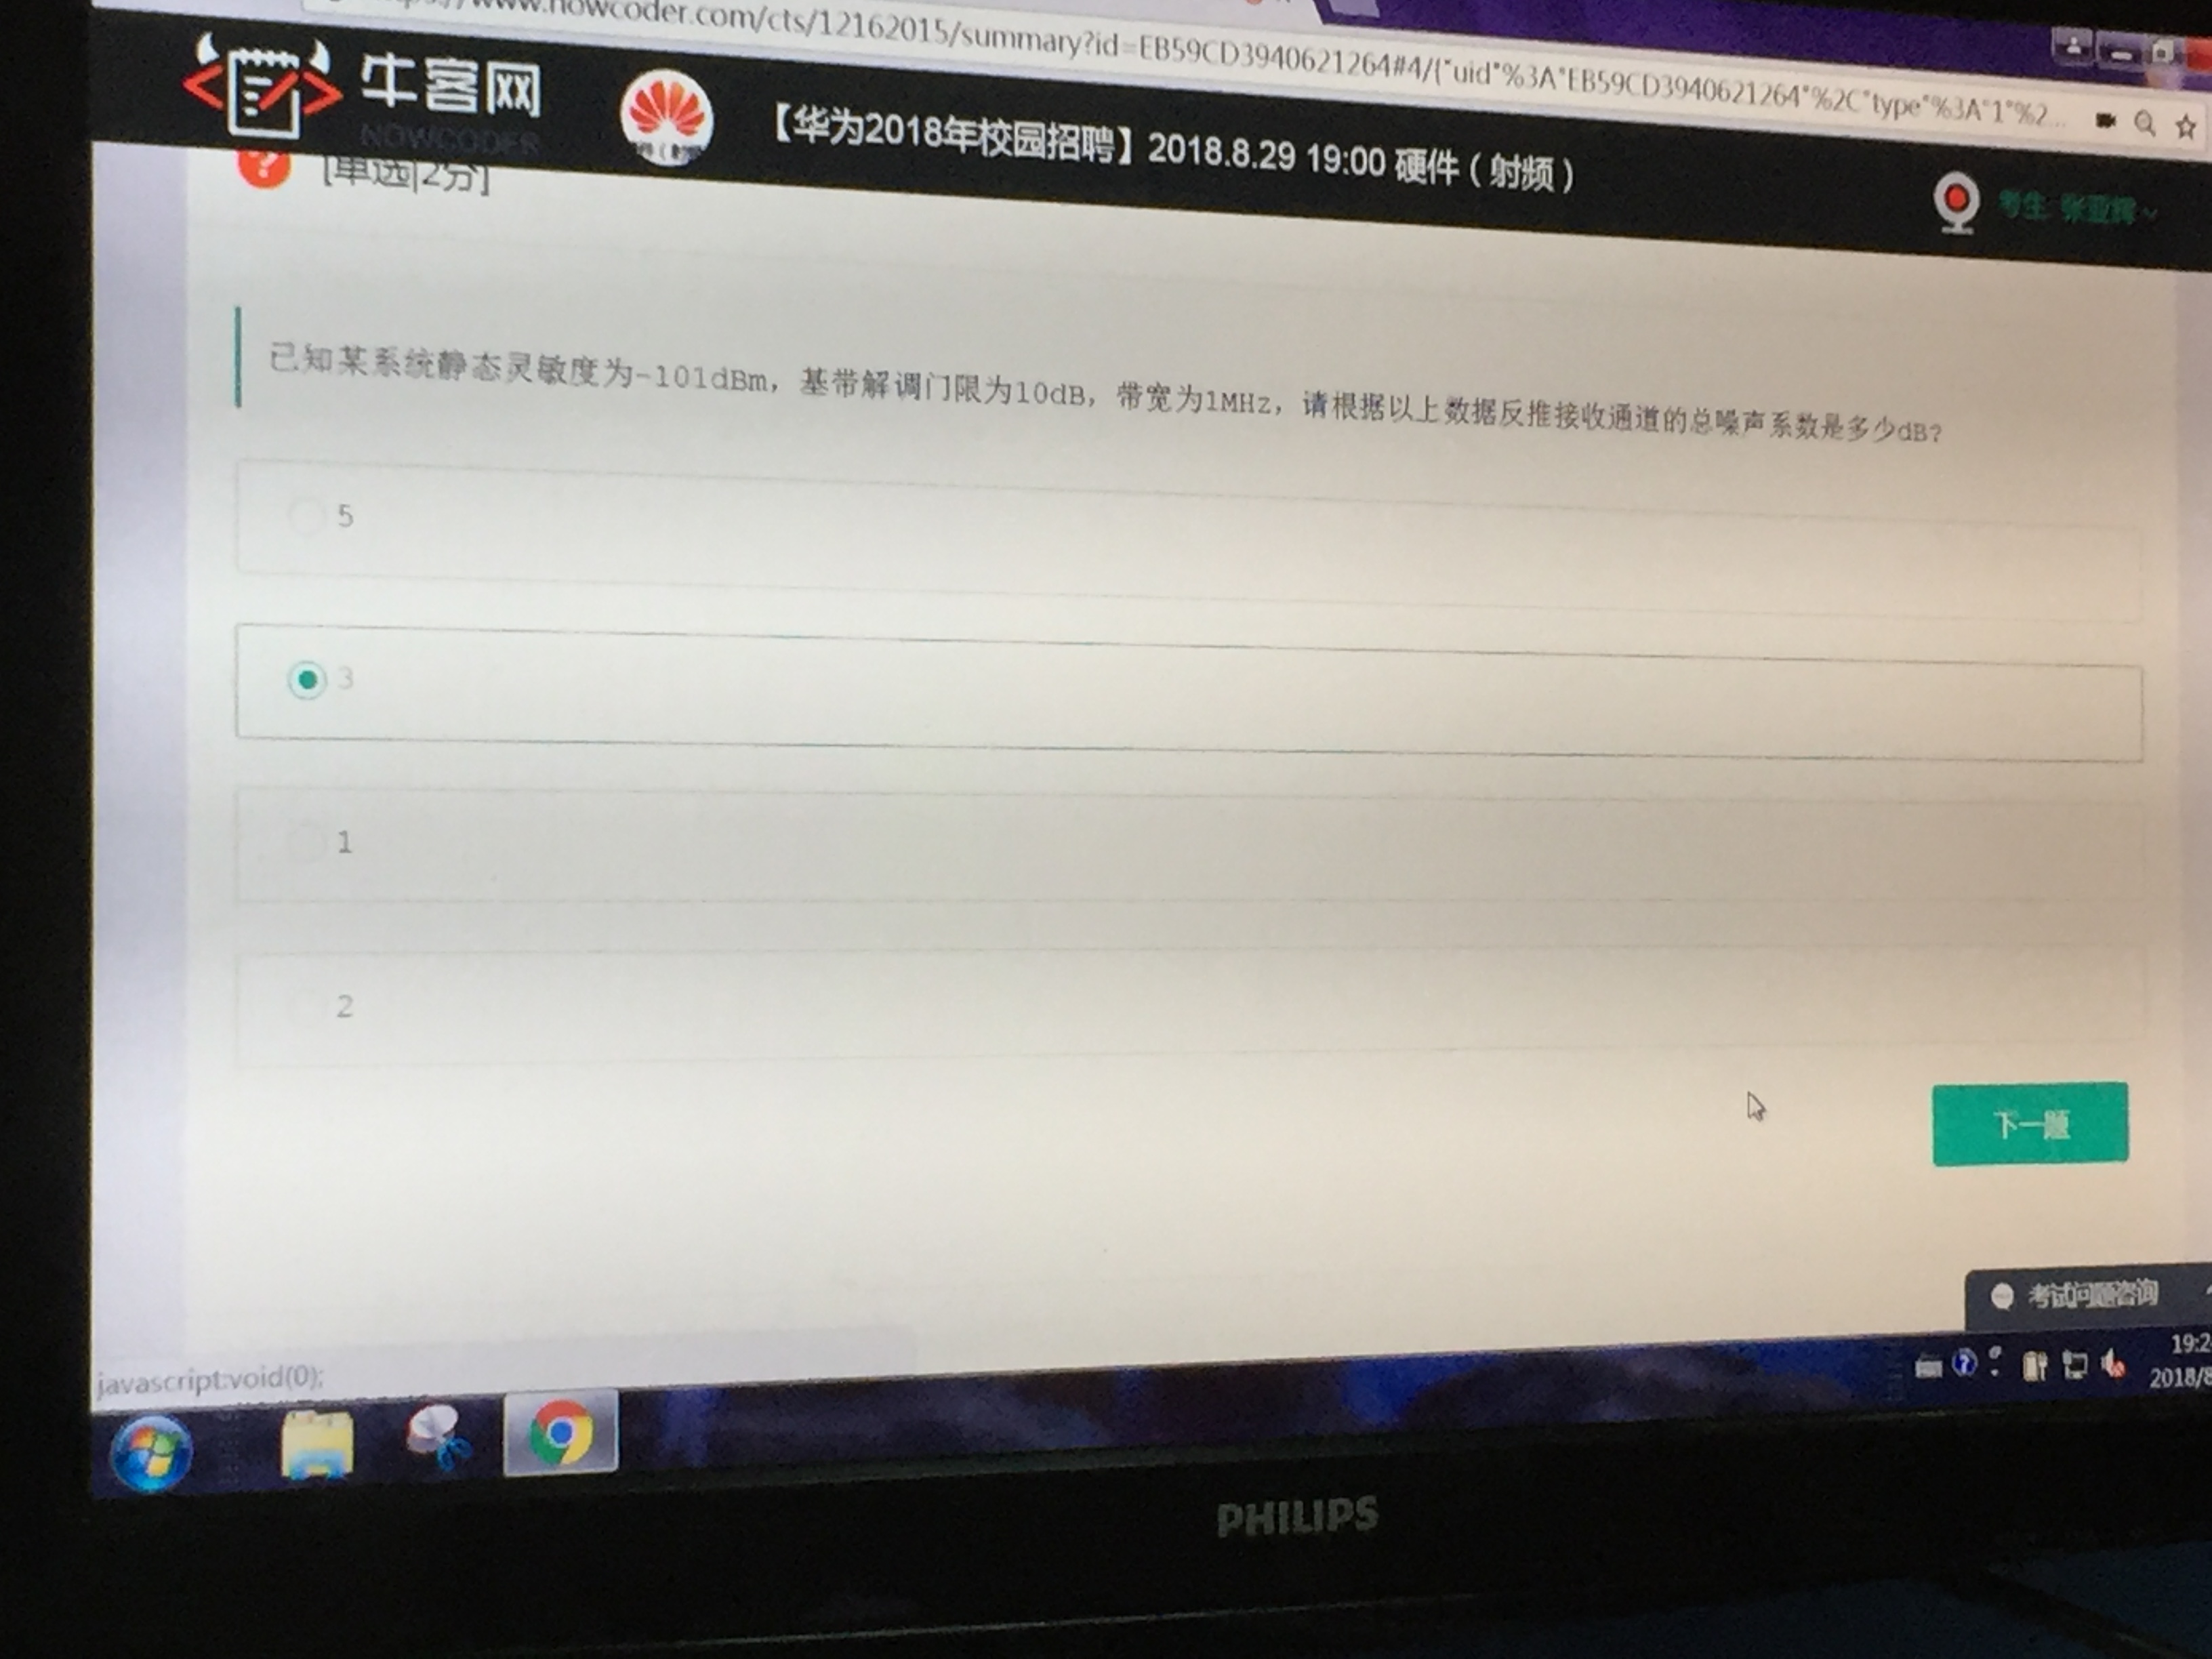 www.nowcoder.com/cts/12162015/summary?id=EB59CD3940621264#4/{"uid"%3A"EB59CD3940621264"%2C"type"%3A"1"%2...
牛客网
NOWCODER
【华为2018年校园招聘】2018.8.29 19:00 硬件（射频）
考生
[单选|2分]
已知某系统静态灵敏度为-101dBm，基带解调门限为10dB，带宽为1MHz，请根据以上数据反推接收通道的总噪声系数是多少dB？
5
3
1
2
下一题
考试问题咨询
javascript:void(0);
19:2
2018/8
PHILIPS